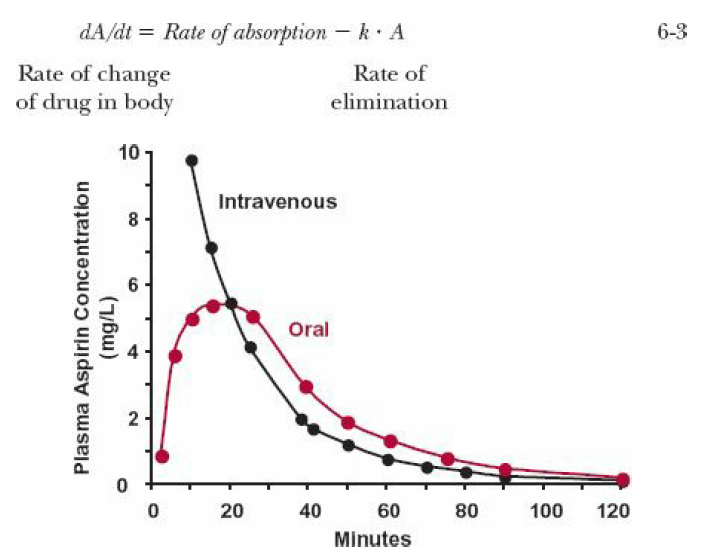 dA/dt = Rate of absorption − k · A 6-3
Rate of change Rate of
of drug in body elimination
10
Intravenous
8
6
Oral
4
2
0
Plasma Aspirin Concentration
(mg/L)
0 20 40 60 80 100 120
Minutes